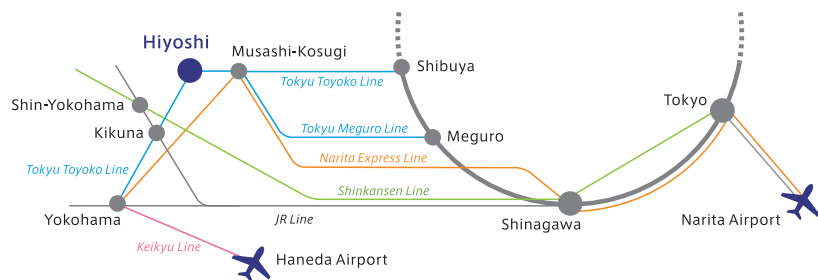 Hiyoshi
Musashi-Kosugi
Shibuya
Tokyu Toyoko Line
Shin-Yokohama
Tokyo
Kikuna
Tokyu Meguro Line
Meguro
Narita Express Line
Tokyu Toyoko Line
Shinkansen Line
Yokohama
JR Line
Shinagawa
Narita Airport
Keikyu Line
Haneda Airport